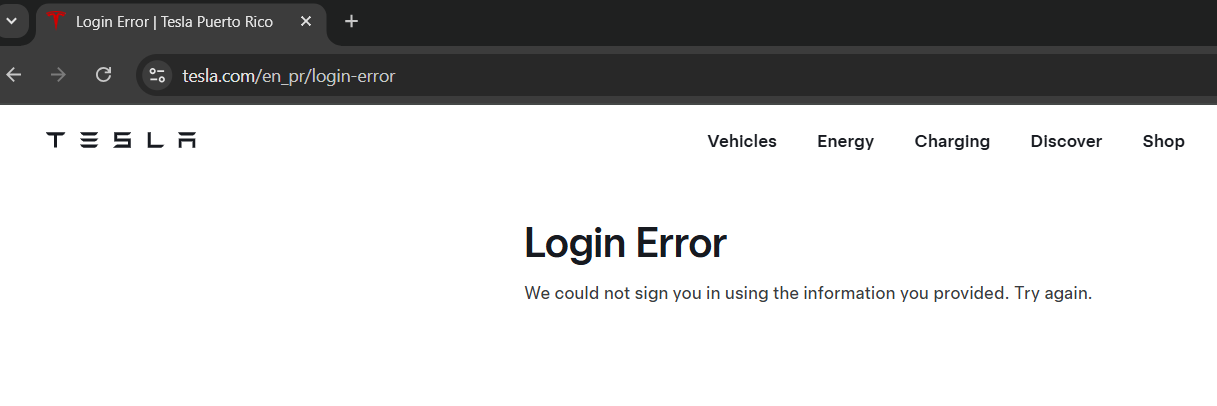 Login Error | Tesla Puerto Rico
tesla.com/en_pr/login-error
TESLA
Vehicles Energy Charging Discover Shop
Login Error
We could not sign you in using the information you provided. Try again.